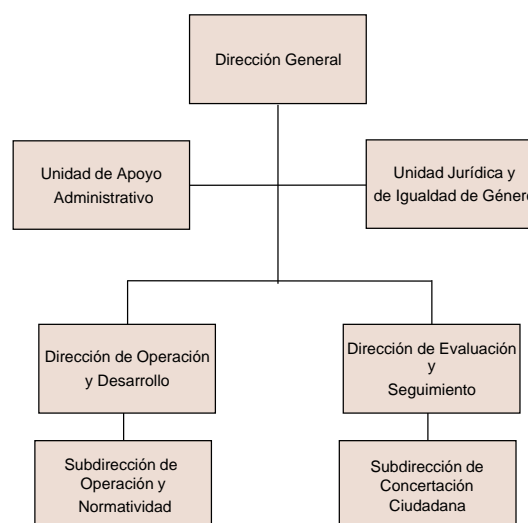 Dirección General
Unidad de Apoyo
Administrativo
Unidad Jurídica y
de Igualdad de Géner
Dirección de Operación
y Desarrollo
Dirección de Evaluación
y
Seguimiento
Subdirección de
Operación y
Normatividad
Subdirección de
Concertación
Ciudadana